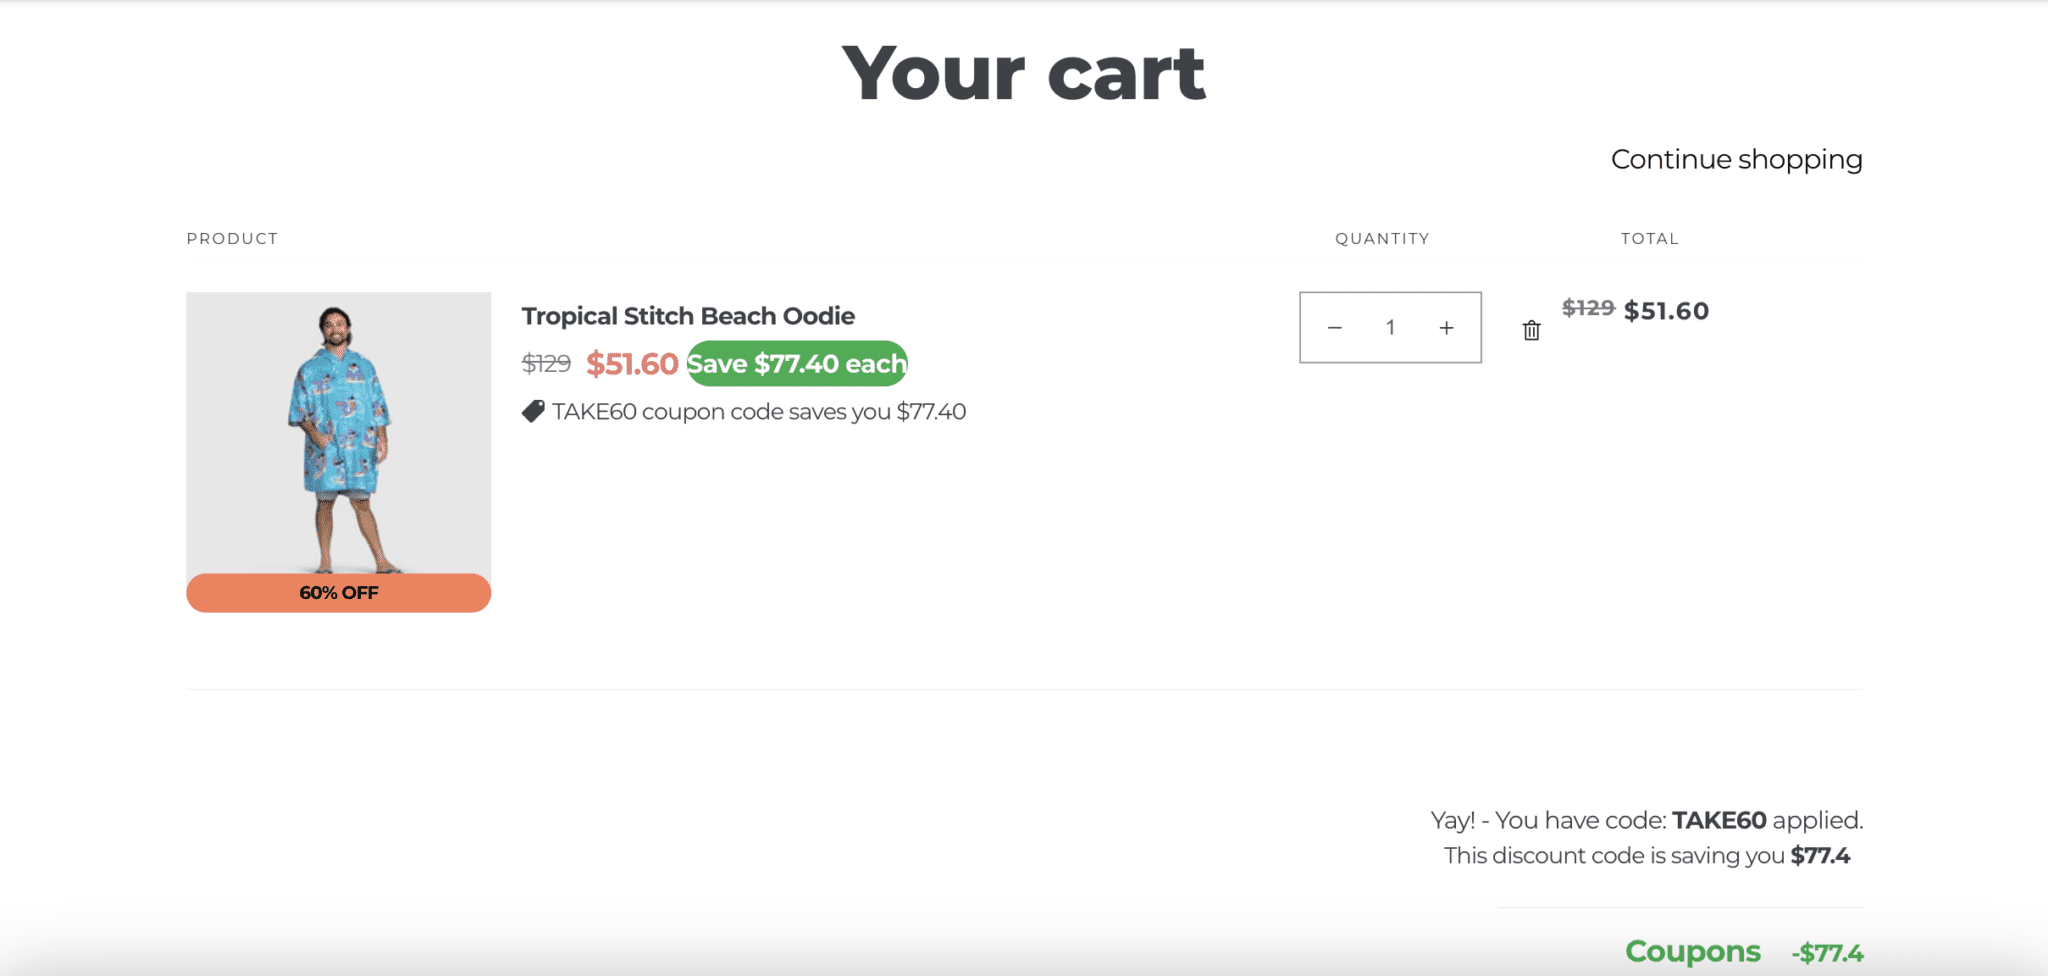 Your cart
Continue shopping
PRODUCT QUANTITY TOTAL
Tropical Stitch Beach Oodie
$129 $51.60 Save $77.40 each
TAKE60 coupon code saves you $77.40
− 1 +
$129 $51.60
60% OFF
Yay! - You have code: TAKE60 applied.
This discount code is saving you $77.4
Coupons -$77.4